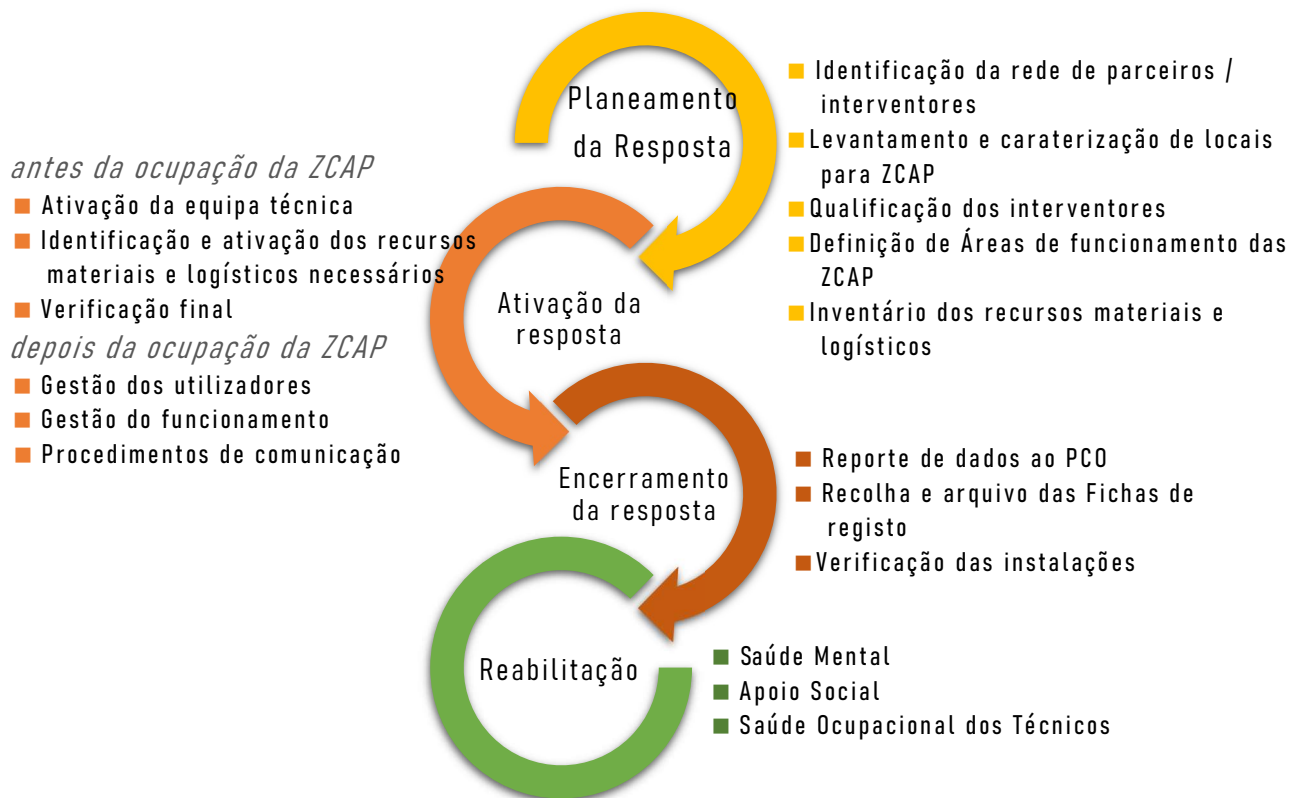 Planeamento
da Resposta
Identificação da rede de parceiros /
interventores
Levantamento e caraterização de locais
para ZCAP
Qualificação dos interventores
Definição de Áreas de funcionamento das
ZCAP
Inventário dos recursos materiais e
logísticos
antes da ocupação da ZCAP
Ativação da equipa técnica
Identificação e ativação dos recursos
materiais e logísticos necessários
Verificação final
depois da ocupação da ZCAP
Gestão dos utilizadores
Gestão do funcionamento
Procedimentos de comunicação
Ativação da
resposta
Encerramento
da resposta
Reporte de dados ao PCO
Recolha e arquivo das Fichas de
registo
Verificação das instalações
Reabilitação
Saúde Mental
Apoio Social
Saúde Ocupacional dos Técnicos